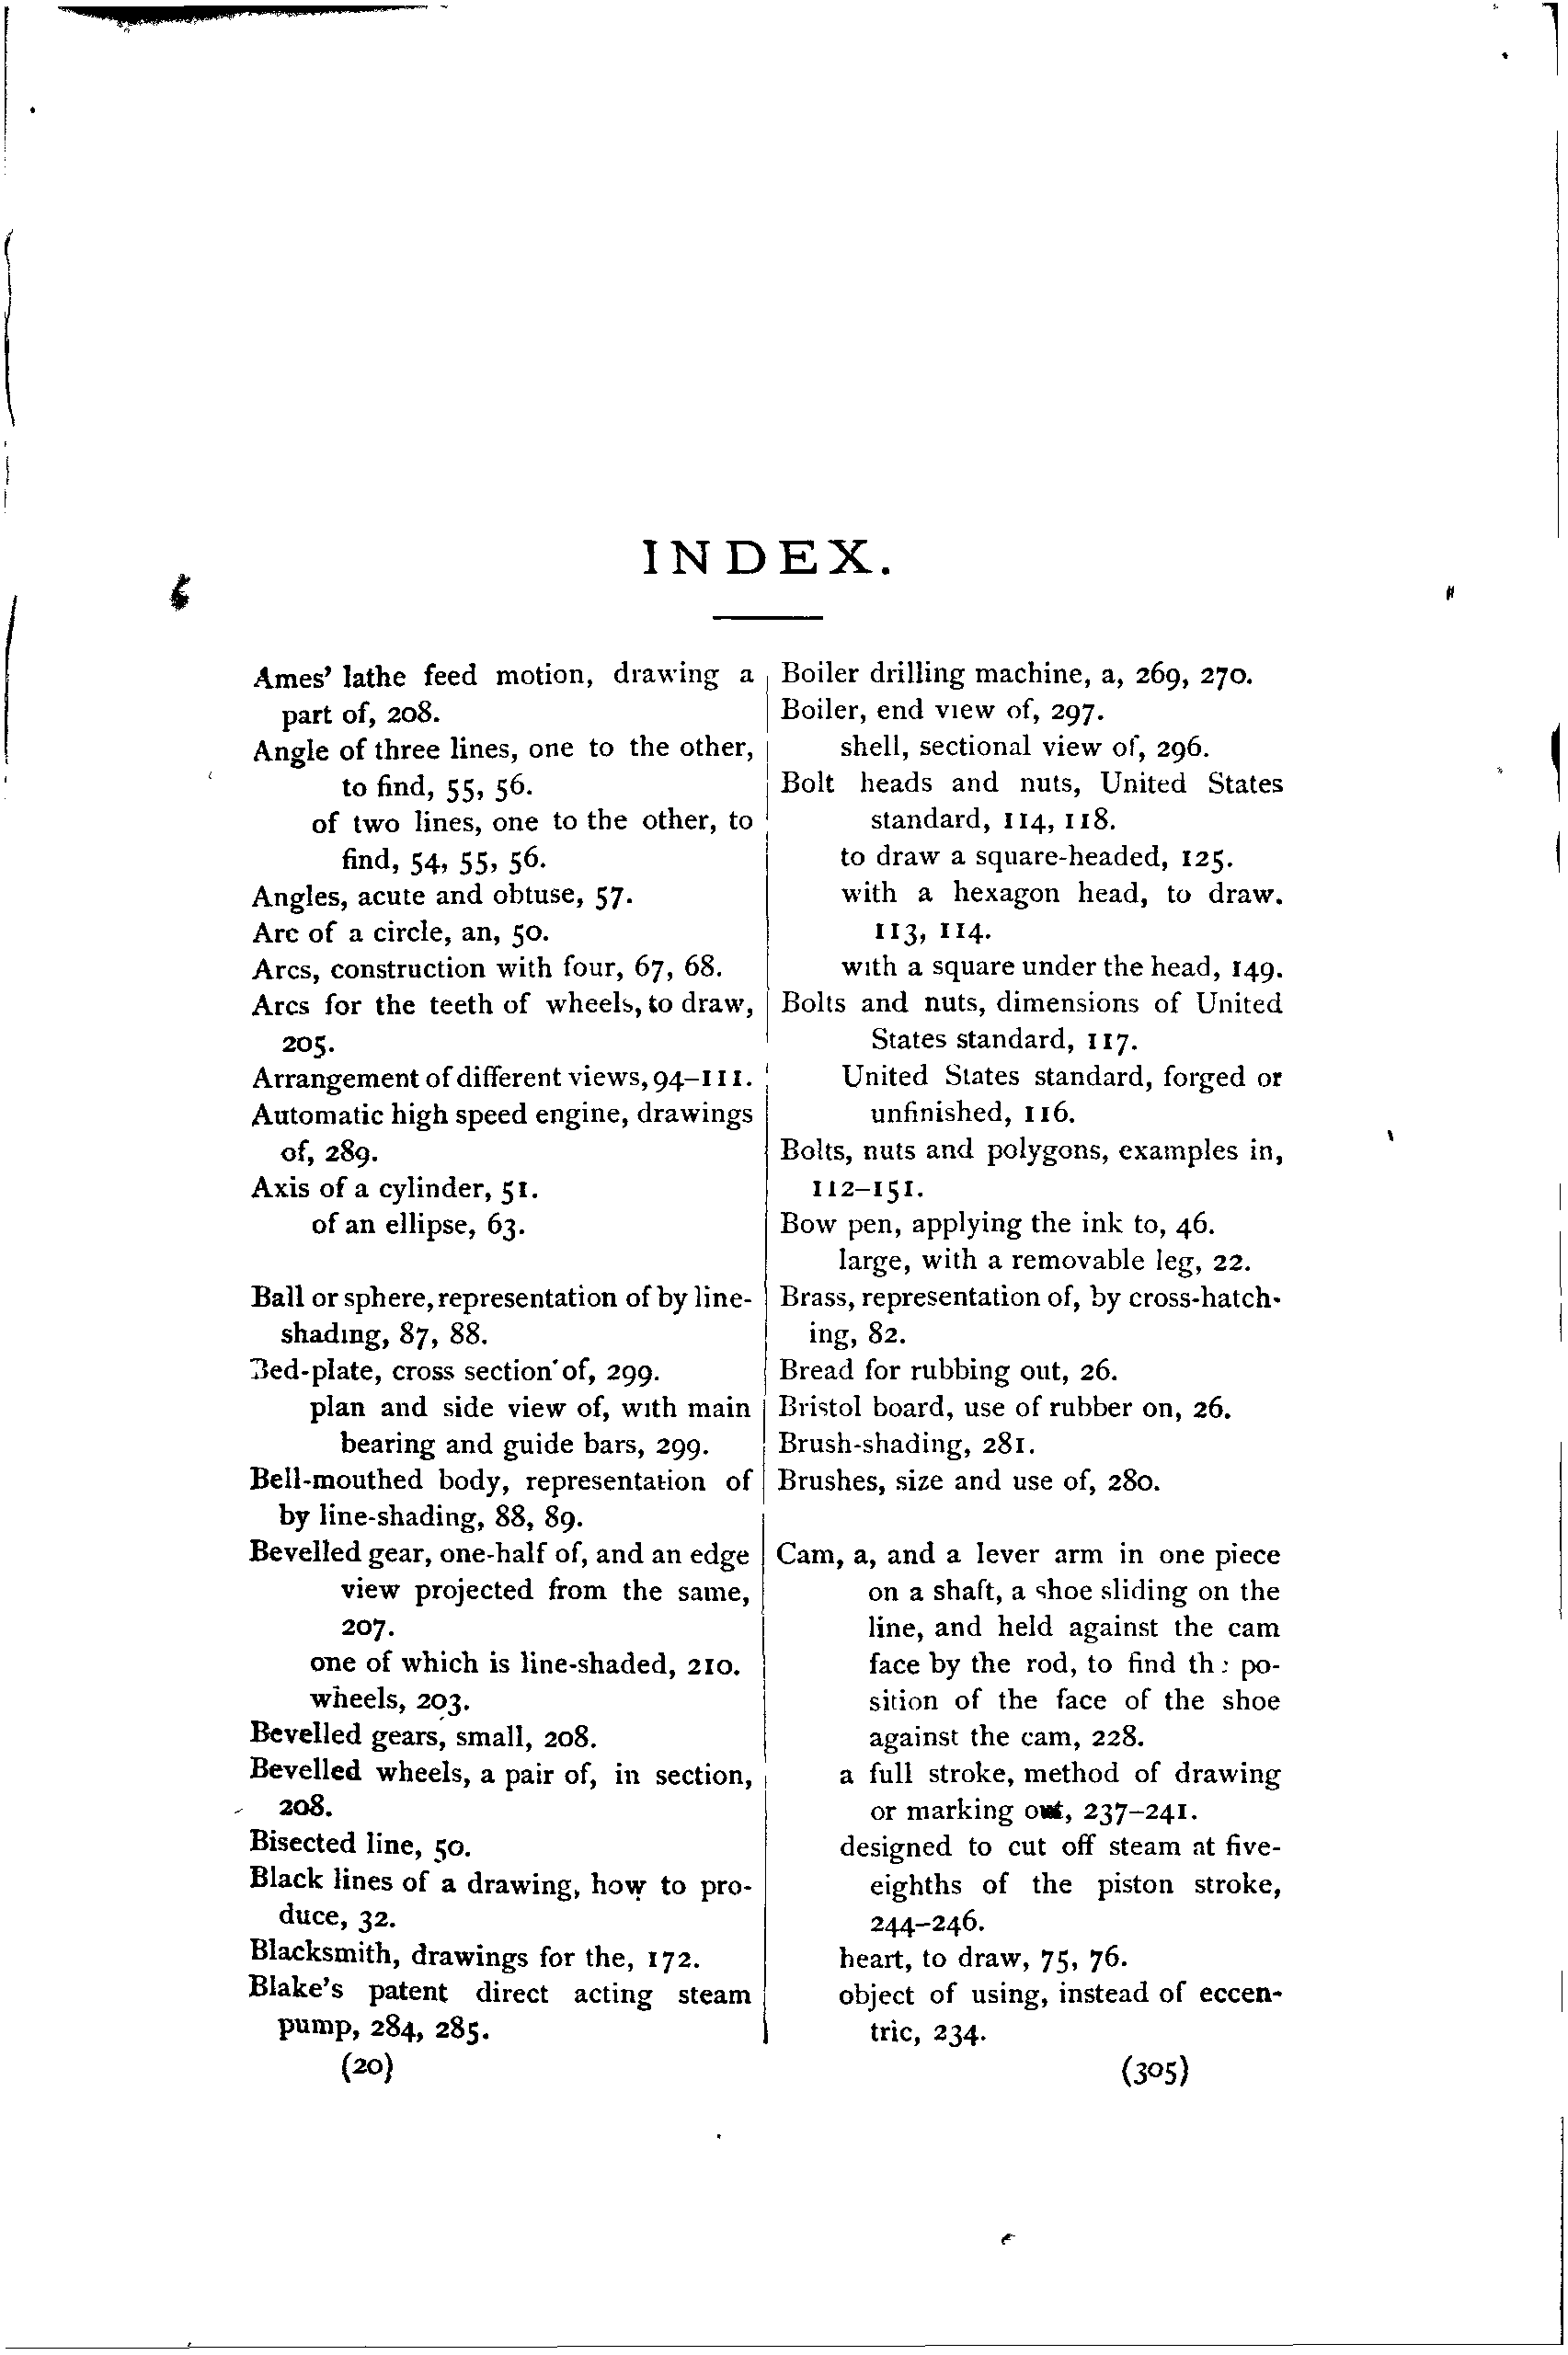 INDEX.
Ames' lathe feed motion, drawing a
part of, 208.
Angle of three lines, one to the other,
to find, 55, 56.
of two lines, one to the other, to
find, 54, 55, 56.
Angles, acute and obtuse, 57.
Arc of a circle, an, 50.
Arcs, construction with four, 67, 68.
Arcs for the teeth of wheels, to draw,
205.
Arrangement of different views, 94–111.
Automatic high speed engine, drawings
of, 289.
Axis of a cylinder, 51.
of an ellipse, 63.
Ball or sphere, representation of by line-
shading, 87, 88.
Bed-plate, cross section of, 299.
plan and side view of, with main
bearing and guide bars, 299.
Bell-mouthed body, representation of
by line-shading, 88, 89.
Bevelled gear, one-half of, and an edge
view projected from the same,
207.
one of which is line-shaded, 210.
wheels, 203.
Bevelled gears, small, 208.
Bevelled wheels, a pair of, in section,
208.
Bisected line, 50.
Black lines of a drawing, how to pro-
duce, 32.
Blacksmith, drawings for the, 172.
Blake's patent direct acting steam
pump, 284, 285.
(20)
Boiler drilling machine, a, 269, 270.
Boiler, end view of, 297.
shell, sectional view of, 296.
Bolt heads and nuts, United States
standard, 114, 118.
to draw a square-headed, 125.
with a hexagon head, to draw.
113, 114.
with a square under the head, 149.
Bolts and nuts, dimensions of United
States standard, 117.
United States standard, forged or
unfinished, 116.
Bolts, nuts and polygons, examples in,
112–151.
Bow pen, applying the ink to, 46.
large, with a removable leg, 22.
Brass, representation of, by cross-hatch-
ing, 82.
Bread for rubbing out, 26.
Bristol board, use of rubber on, 26.
Brush-shading, 281.
Brushes, size and use of, 280.
Cam, a, and a lever arm in one piece
on a shaft, a shoe sliding on the
line, and held against the cam
face by the rod, to find the po-
sition of the face of the shoe
against the cam, 228.
a full stroke, method of drawing
or marking out, 237–241.
designed to cut off steam at five-
eighths of the piston stroke,
244–246.
heart, to draw, 75, 76.
object of using, instead of eccen-
tric, 234.
(305)